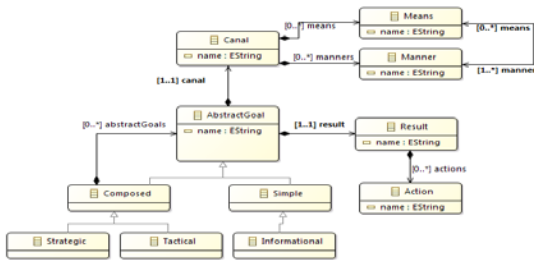 [0..*] means
Means
name : EString
Canal
name : EString
[0..*] means
[0..*] manners
Manner
name : EString
[1..1] canal
[1..*] manner
AbstractGoal
name : EString
[0..*] abstractGoals
[1..1] result
Result
name : EString
[0..*] actions
Composed
Simple
Action
name : EString
Strategic
Tactical
Informational